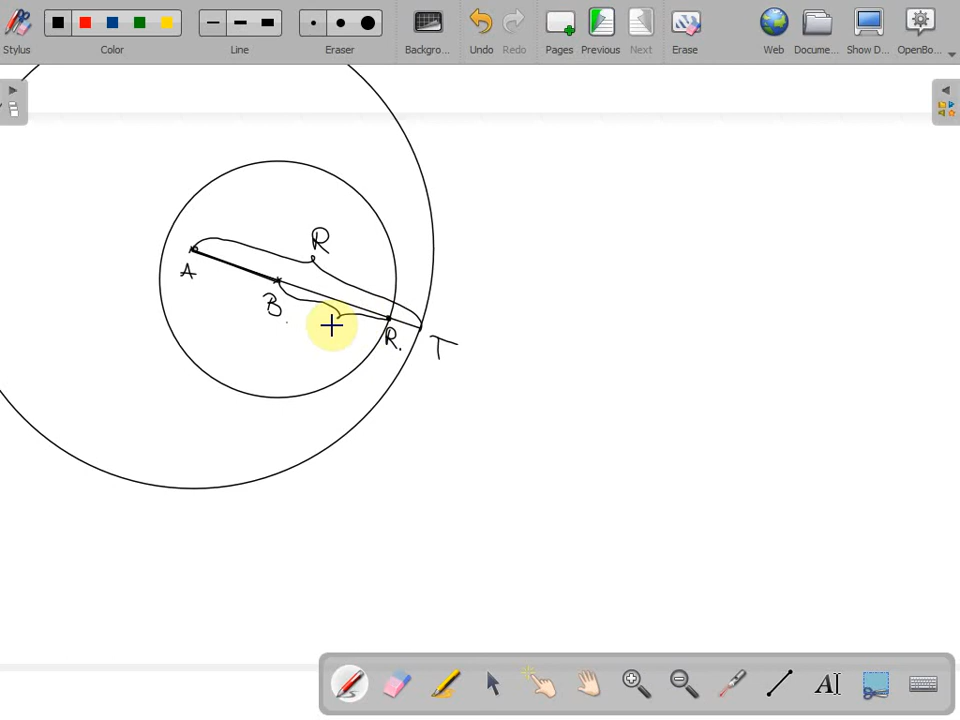 Stylus
Color
Line
Eraser
Backgro...
Undo
Redo
Pages
Previous
Next
Erase
Web
Docume...
Show D...
OpenBo...
R
A
B
R.
T
A